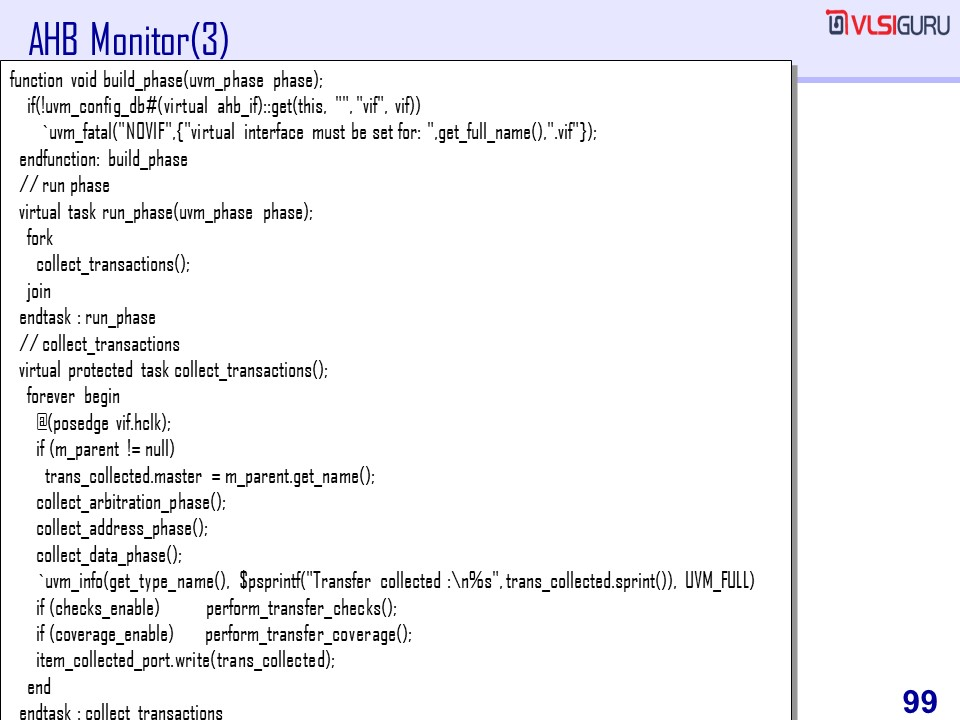 AHB Monitor(3)
VLSIGURU
function void build_phase(uvm_phase phase);
if(!uvm_config_db#(virtual ahb_if)::get(this, "","vif", vif))
`uvm_fatal("NOVIF",{"virtual interface must be set for: ",get_full_name(),".vif"});
endfunction: build_phase
// run phase
virtual task run_phase(uvm_phase phase);
fork
collect_transactions();
join
endtask : run_phase
// collect_transactions
virtual protected task collect_transactions();
forever begin
@(posedge vif.hclk);
if (m_parent != null)
trans_collected.master = m_parent.get_name();
collect_arbitration_phase();
collect_address_phase();
collect_data_phase();
`uvm_info(get_type_name(), $psprintf("Transfer collected :\n%s",trans_collected.sprint()), UVM_FULL)
if (checks_enable) perform_transfer_checks();
if (coverage_enable) perform_transfer_coverage();
item_collected_port.write(trans_collected);
end
endtask : collect_transactions
99